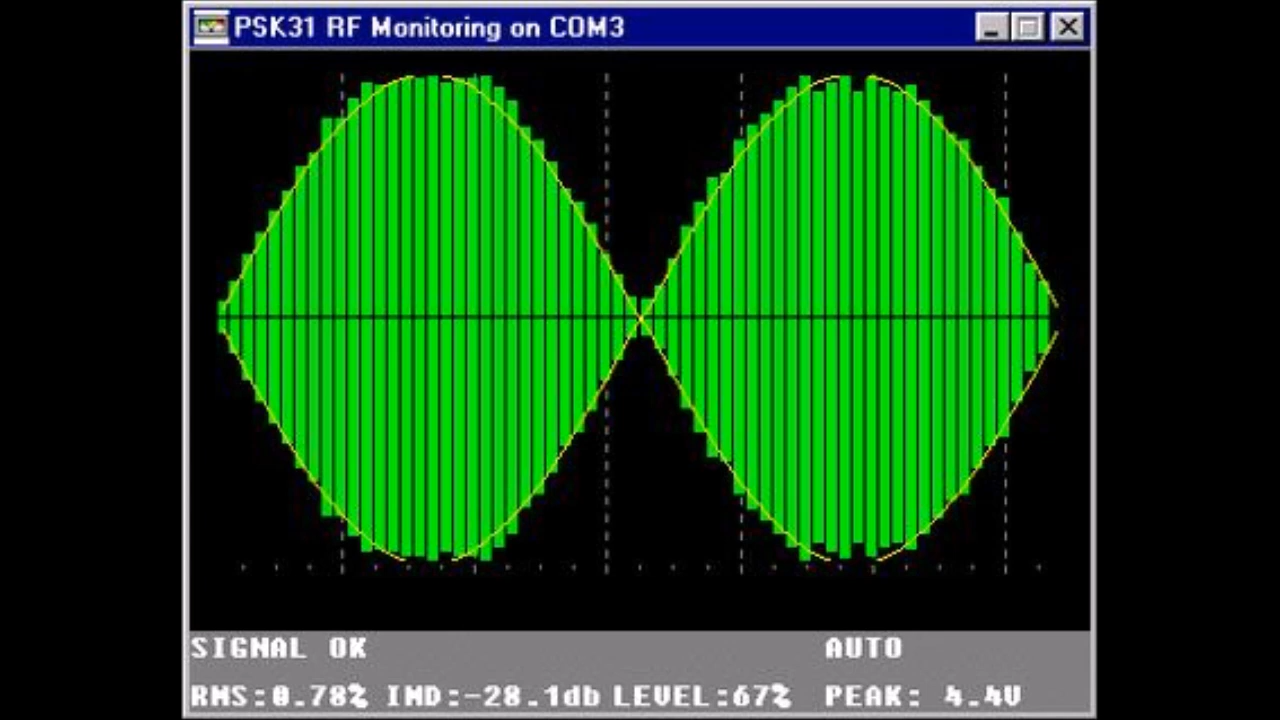 PSK31 RF Monitoring on COM3
SIGNAL OK AUTO
RMS:0.78% IMD:-28.1db LEVEL:67% PEAK: 4.4V